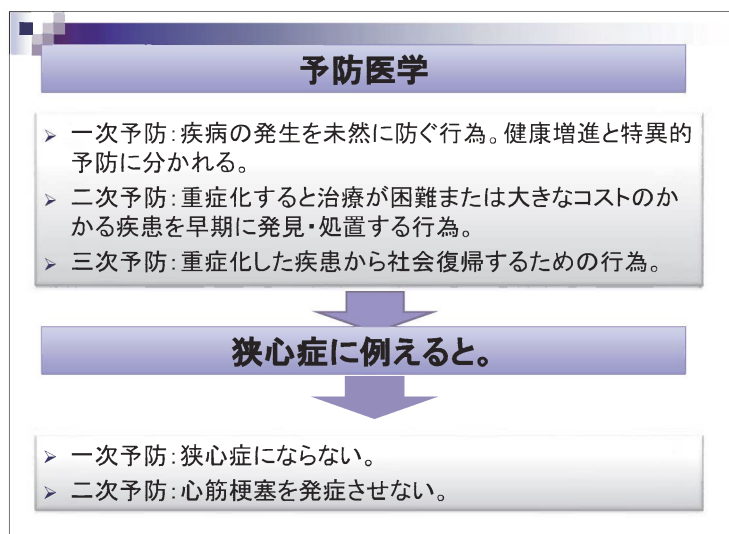 予防医学
➢ 一次予防：疾病の発生を未然に防ぐ行為。健康増進と特異的
予防に分かれる。
➢ 二次予防：重症化すると治療が困難または大きなコストのか
かる疾患を早期に発見・処置する行為。
➢ 三次予防：重症化した疾患から社会復帰するための行為。
狭心症に例えると。
➢ 一次予防：狭心症にならない。
➢ 二次予防：心筋梗塞を発症させない。